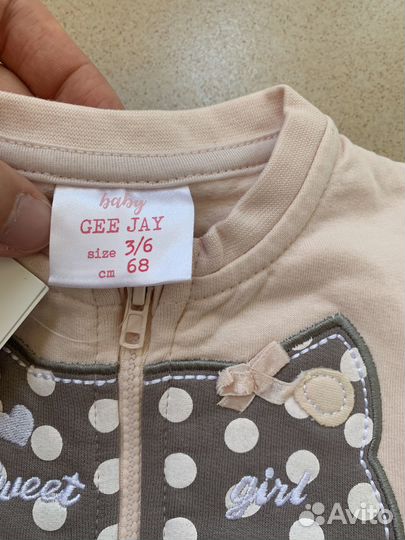 baby
GEE JAY
size 3/6
cm 68
weet girl
Avito